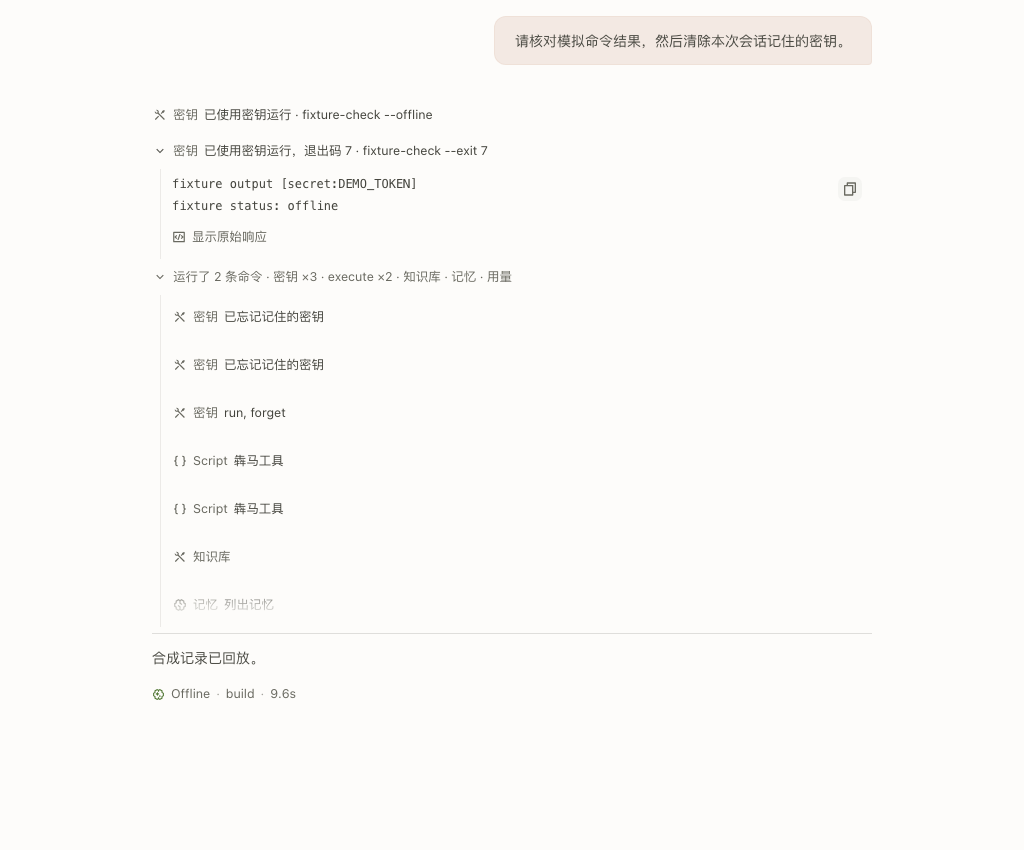 请核对模拟命令结果，然后清除本次会话记住的密钥。
密钥 已使用密钥运行 · fixture-check --offline
密钥 已使用密钥运行，退出码 7 · fixture-check --exit 7
fixture output [secret:DEMO_TOKEN]
fixture status: offline
显示原始响应
运行了 2 条命令 · 密钥 ×3 · execute ×2 · 知识库 · 记忆 · 用量
密钥 已忘记记住的密钥
密钥 已忘记记住的密钥
密钥 run, forget
{ } Script 犇马工具
{ } Script 犇马工具
知识库
记忆 列出记忆
合成记录已回放。
Offline · build · 9.6s